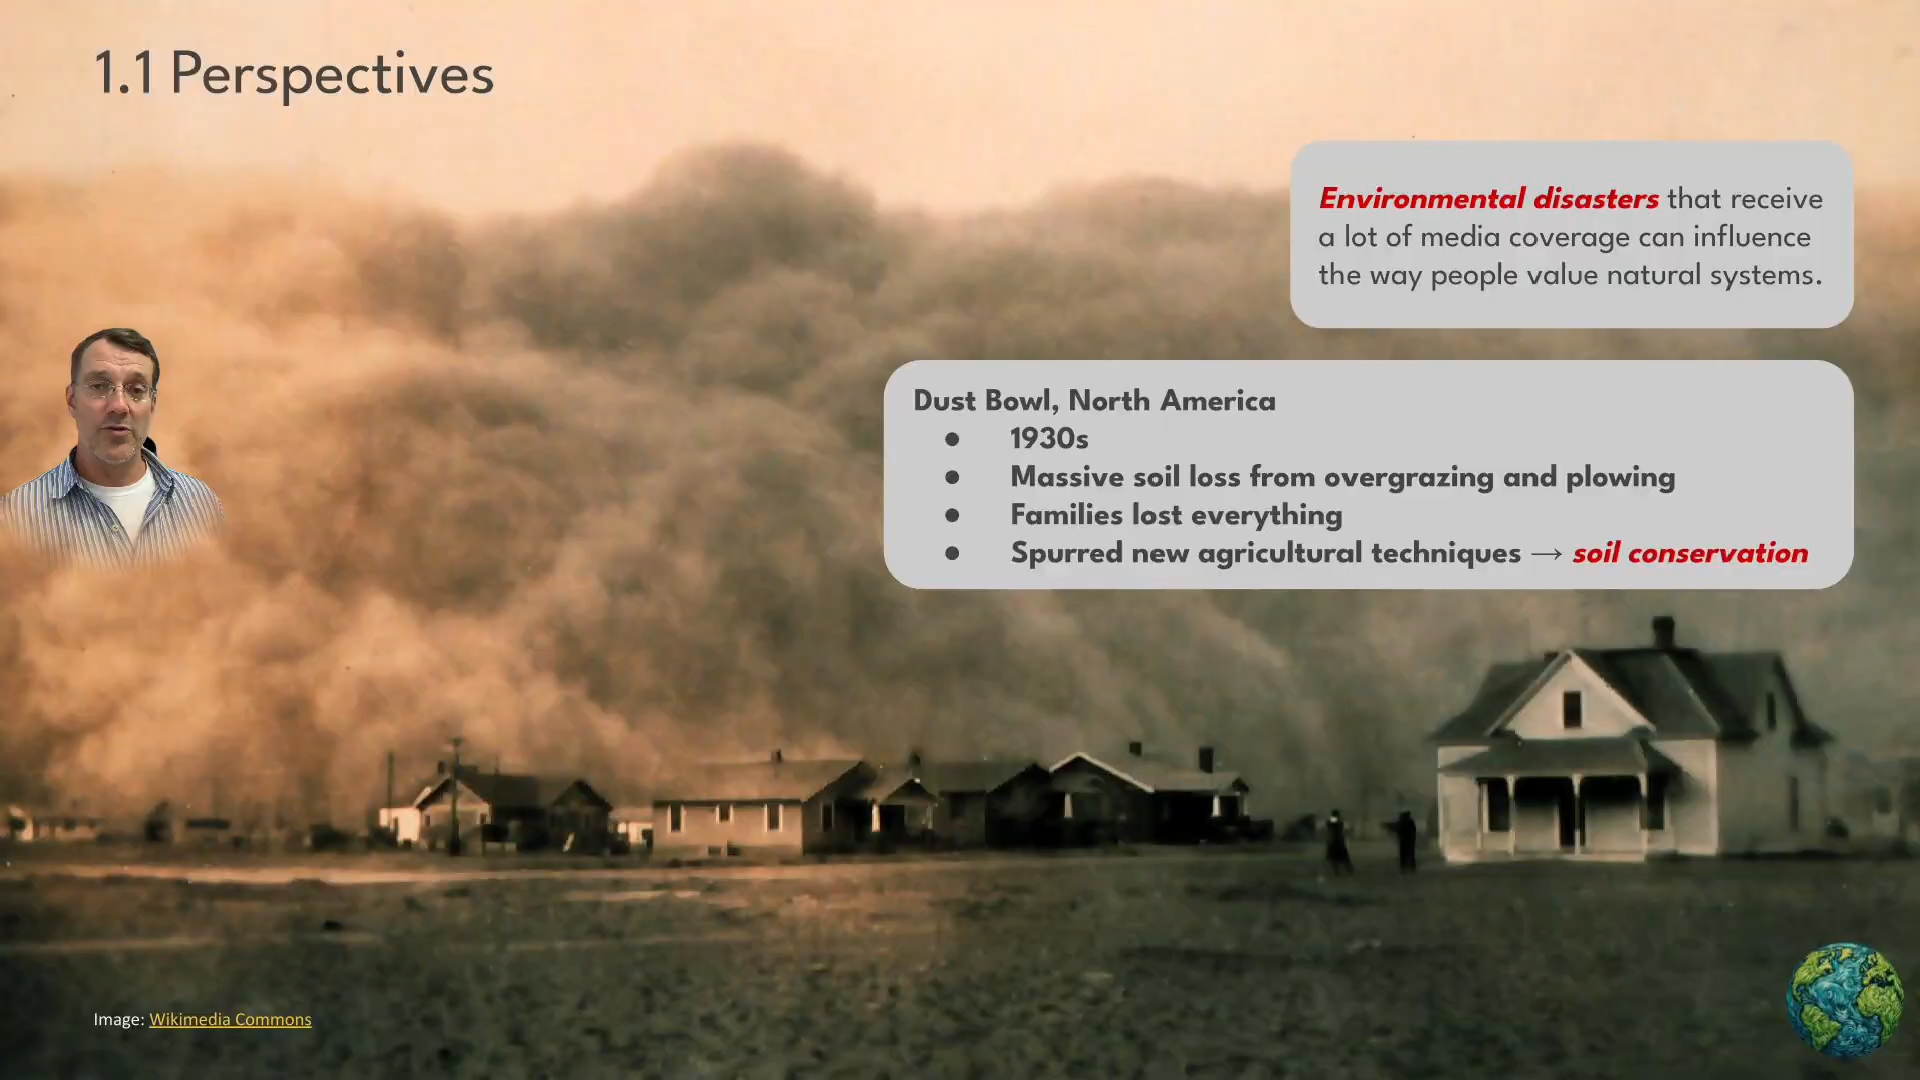 1.1 Perspectives
Environmental disasters that receive
a lot of media coverage can influence
the way people value natural systems.
Dust Bowl, North America
● 1930s
● Massive soil loss from overgrazing and plowing
● Families lost everything
● Spurred new agricultural techniques → soil conservation
Image: Wikimedia Commons